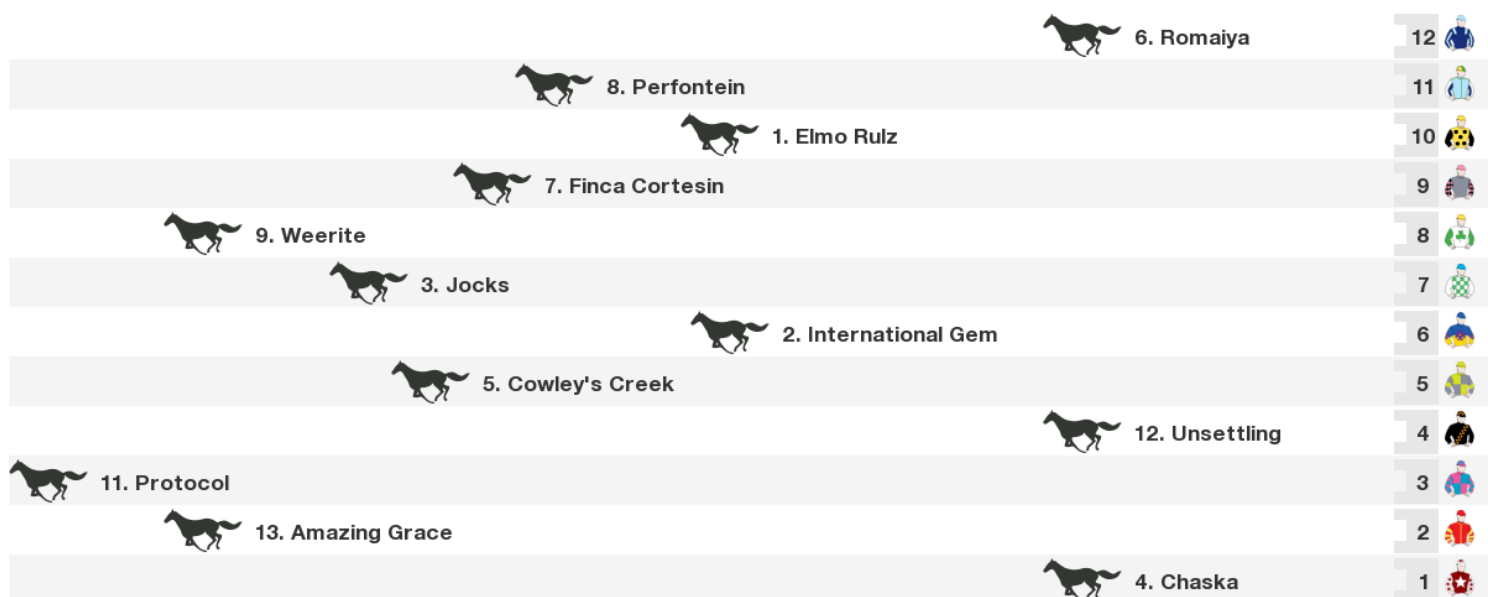 6. Romaiya 12
8. Perfontein 11
1. Elmo Rulz 10
7. Finca Cortesin 9
9. Weerite 8
3. Jocks 7
2. International Gem 6
5. Cowley's Creek 5
12. Unsettling 4
11. Protocol 3
13. Amazing Grace 2
4. Chaska 1